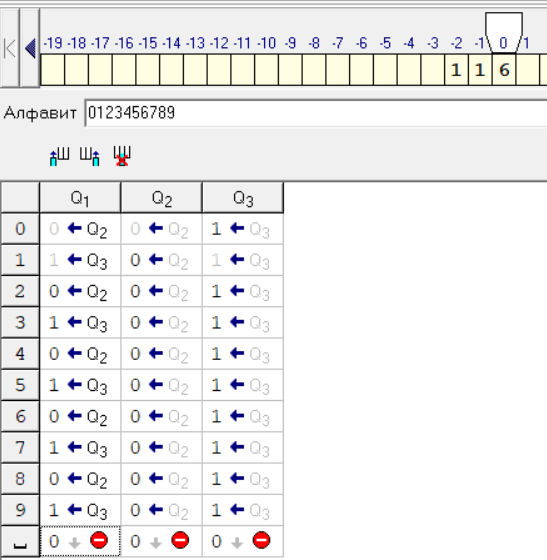 -19 -18 -17 -16 -15 -14 -13 -12 -11 -10 -9 -8 -7 -6 -5 -4 -3 -2 -1 0 1
1 1 6
Алфавит 0123456789
Q1 Q2 Q3
0 0 ← Q2 0 ← Q2 1 ← Q3
1 1 ← Q3 0 ← Q2 1 ← Q3
2 0 ← Q2 0 ← Q2 1 ← Q3
3 1 ← Q3 0 ← Q2 1 ← Q3
4 0 ← Q2 0 ← Q2 1 ← Q3
5 1 ← Q3 0 ← Q2 1 ← Q3
6 0 ← Q2 0 ← Q2 1 ← Q3
7 1 ← Q3 0 ← Q2 1 ← Q3
8 0 ← Q2 0 ← Q2 1 ← Q3
9 1 ← Q3 0 ← Q2 1 ← Q3
␣ 0 ↓ 0 ↓ 0 ↓